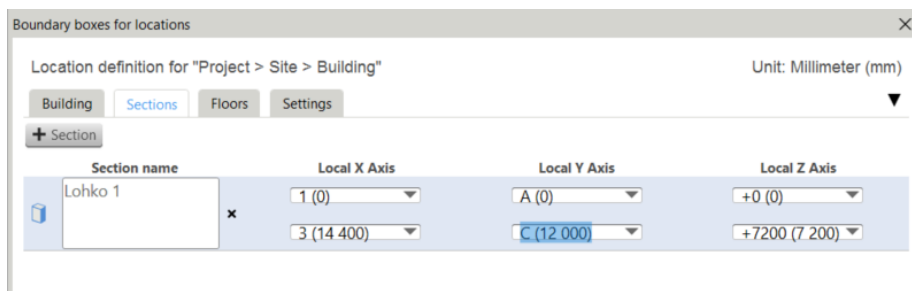 Boundary boxes for locations
Location definition for "Project > Site > Building"
Unit: Millimeter (mm)
Building
Sections
Floors
Settings
+ Section
Section name
Local X Axis
Local Y Axis
Local Z Axis
Lohko 1
1 (0)
A (0)
+0 (0)
3 (14 400)
C (12 000)
+7200 (7 200)